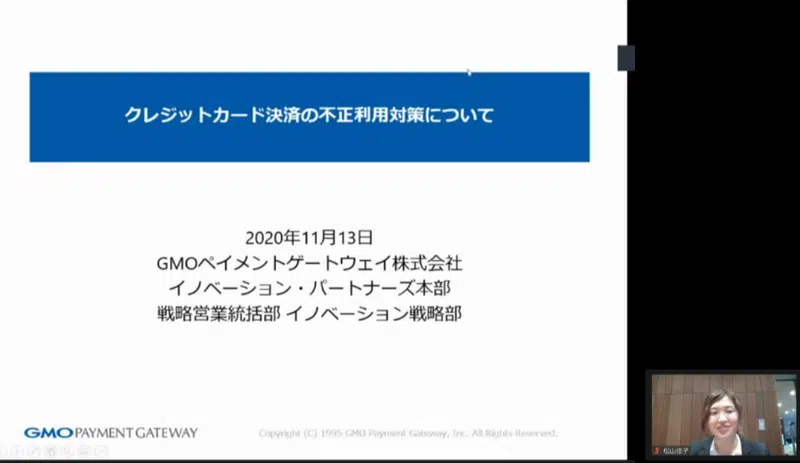 クレジットカード決済の不正利用対策について
2020年11月13日
GMOペイメントゲートウェイ株式会社
イノベーション・パートナーズ本部
戦略営業統括部 イノベーション戦略部
GMO PAYMENT GATEWAY
Copyright (C) 1995 GMO Payment Gateway, Inc. All Rights Reserved.